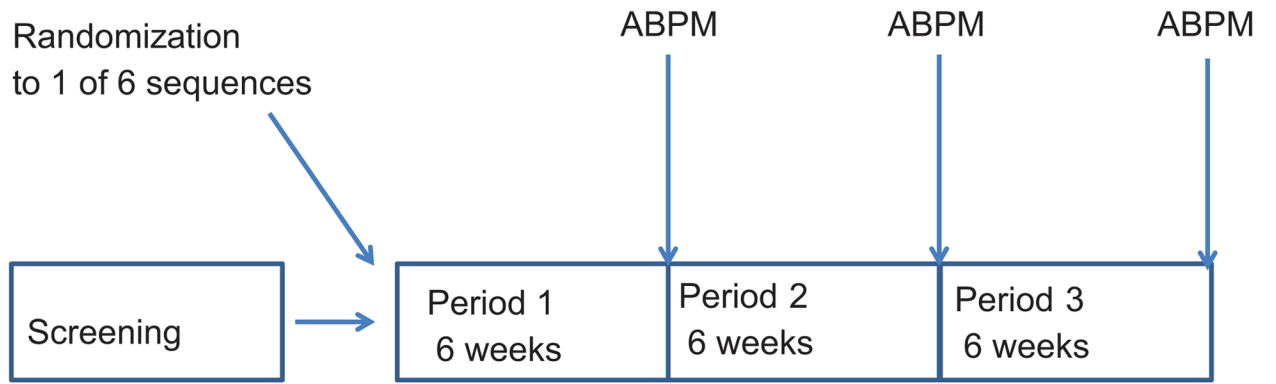 Randomization
to 1 of 6 sequences
ABPM
ABPM
ABPM
Screening
Period 1
6 weeks
Period 2
6 weeks
Period 3
6 weeks